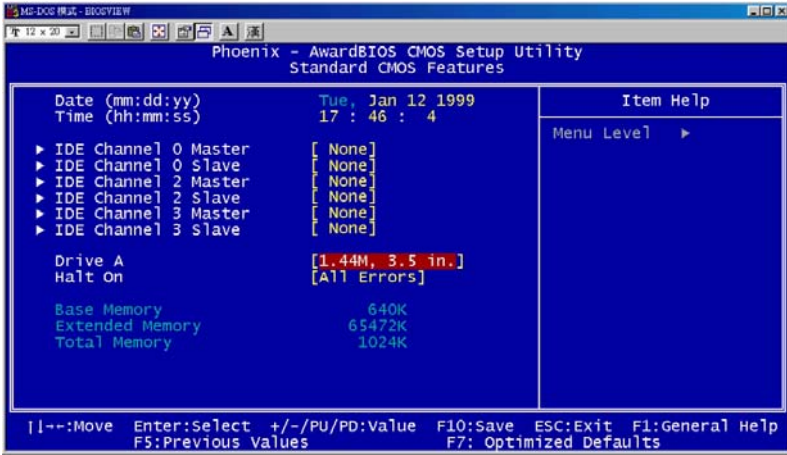 MS-DOS 模式 - BIOSVIEW
12 x 20 A 漢
Phoenix - AwardBIOS CMOS Setup Utility
Standard CMOS Features
Date (mm:dd:yy) Tue, Jan 12 1999
Time (hh:mm:ss) 17 : 46 : 4
▶ IDE Channel 0 Master [ None]
▶ IDE Channel 0 Slave [ None]
▶ IDE Channel 2 Master [ None]
▶ IDE Channel 2 Slave [ None]
▶ IDE Channel 3 Master [ None]
▶ IDE Channel 3 Slave [ None]
Drive A [1.44M, 3.5 in.]
Halt On [All Errors]
Base Memory 640K
Extended Memory 65472K
Total Memory 1024K
Item Help
Menu Level ▶
:Move Enter:Select +/-/PU/PD:Value F10:Save ESC:Exit F1:General Help
F5:Previous Values F7: Optimized Defaults